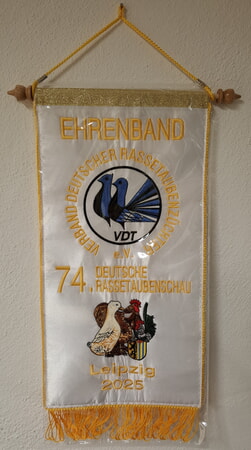 EHRENBAND
VERBAND DEUTSCHER RASSETAUBENZÜCHTER
VDT
e.V.
74. DEUTSCHE
RASSETAUBENSCHAU
Leipzig
2025